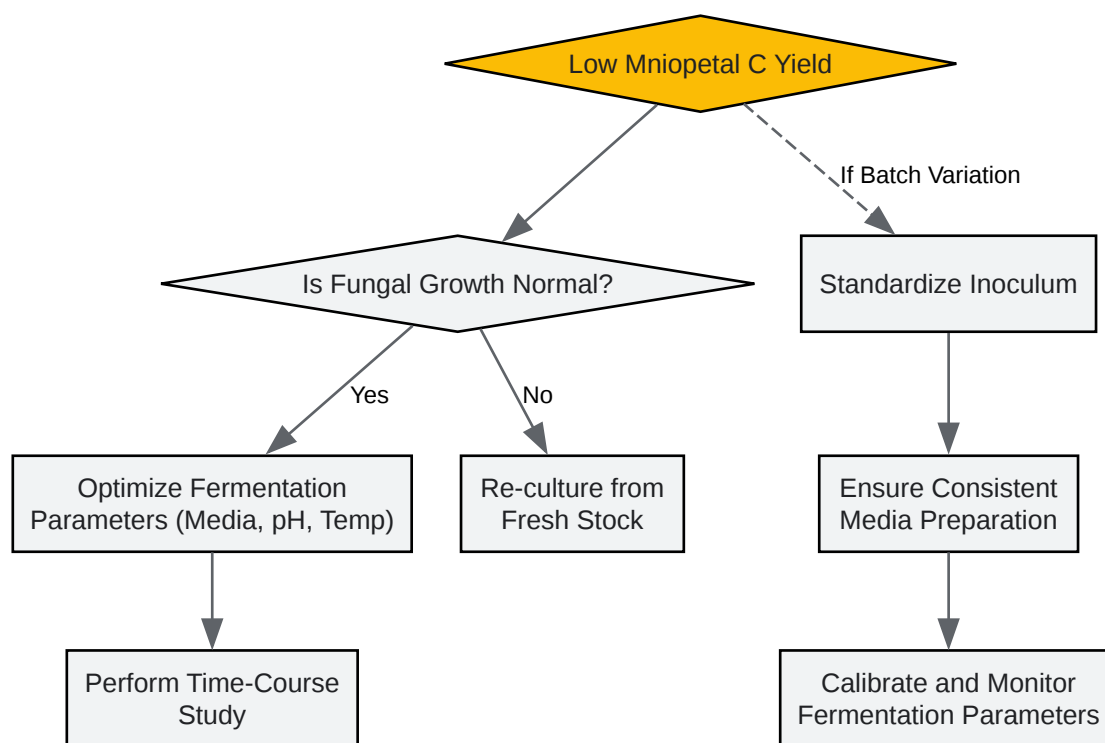 Low Mniopetal C Yield
If Batch Variation
Is Fungal Growth Normal?
Standardize Inoculum
Yes
No
Optimize Fermentation
Parameters (Media, pH, Temp)
Re-culture from
Fresh Stock
Ensure Consistent
Media Preparation
Perform Time-Course
Study
Calibrate and Monitor
Fermentation Parameters